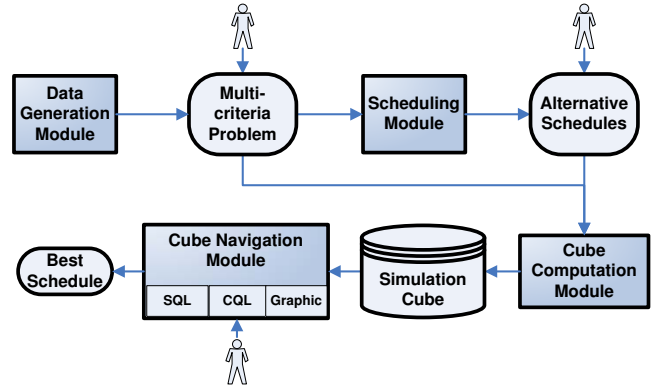 Data
Generation
Module
Multi-
criteria
Problem
Scheduling
Module
Alternative
Schedules
Best
Schedule
Cube Navigation
Module
SQL
CQL
Graphic
Simulation
Cube
Cube
Computation
Module